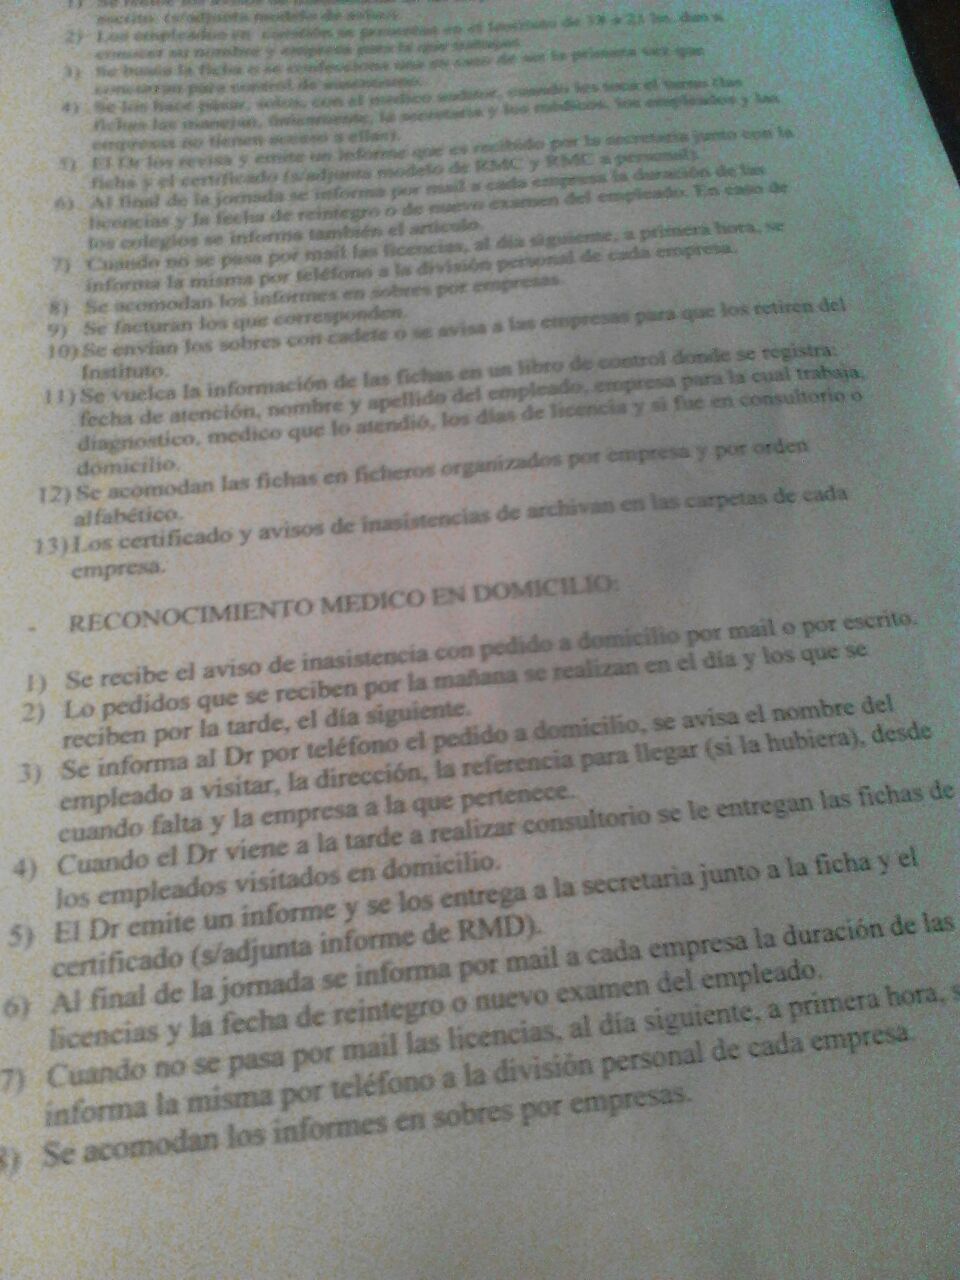 1) Se
escrito. (s/adjunta modelo de aviso).
2) Los empleados en cuestión se presentan en el Instituto de 18 a 21 hs. dan a
conocer su nombre y empresa para la que trabajan.
3) Se busca la ficha o se confecciona una en caso de ser la primera vez que
concurran para control de ausentismo.
4) Se los hace pasar, solos, con el medico auditor, cuando les toca el turno (las
fichas las manejan, únicamente, la secretaria y los médicos, los empleados y las
empresas no tienen acceso a ellas).
5) El Dr los revisa y emite un informe que es recibido por la secretaria junto con la
ficha y el certificado (s/adjunta modelo de RMC y RMC a personal).
6) Al final de la jornada se informa por mail a cada empresa la duración de las
licencias y la fecha de reintegro o de nuevo examen del empleado. En caso de
los colegios se informa también el artículo.
7) Cuando no se pasa por mail las licencias, al día siguiente, a primera hora, se
informa la misma por teléfono a la división personal de cada empresa.
8) Se acomodan los informes en sobres por empresas.
9) Se facturan los que corresponden.
10) Se envían los sobres con cadete o se avisa a las empresas para que los retiren del
Instituto.
11) Se vuelca la información de las fichas en un libro de control donde se registra:
fecha de atención, nombre y apellido del empleado, empresa para la cual trabaja,
diagnostico, medico que lo atendió, los días de licencia y si fue en consultorio o
domicilio.
12) Se acomodan las fichas en ficheros organizados por empresa y por orden
alfabético.
13) Los certificado y avisos de inasistencias de archivan en las carpetas de cada
empresa.
- RECONOCIMIENTO MEDICO EN DOMICILIO:
1) Se recibe el aviso de inasistencia con pedido a domicilio por mail o por escrito.
2) Lo pedidos que se reciben por la mañana se realizan en el día y los que se
reciben por la tarde, el día siguiente.
3) Se informa al Dr por teléfono el pedido a domicilio, se avisa el nombre del
empleado a visitar, la dirección, la referencia para llegar (si la hubiera), desde
cuando falta y la empresa a la que pertenece.
4) Cuando el Dr viene a la tarde a realizar consultorio se le entregan las fichas de
los empleados visitados en domicilio.
5) El Dr emite un informe y se los entrega a la secretaria junto a la ficha y el
certificado (s/adjunta informe de RMD).
6) Al final de la jornada se informa por mail a cada empresa la duración de las
licencias y la fecha de reintegro o nuevo examen del empleado.
7) Cuando no se pasa por mail las licencias, al día siguiente, a primera hora, s
informa la misma por teléfono a la división personal de cada empresa.
8) Se acomodan los informes en sobres por empresas.